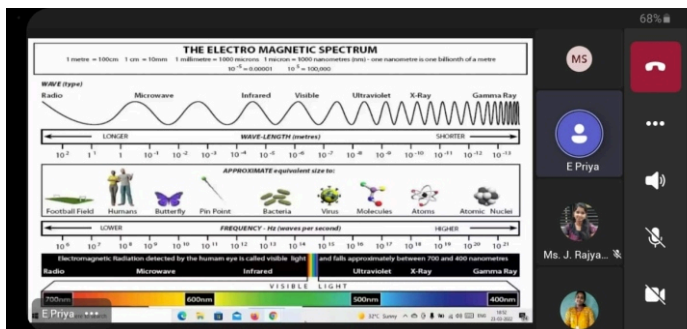 68%
THE ELECTRO MAGNETIC SPECTRUM
1 metre = 100cm 1 cm = 10mm 1 millimetre = 1000 microns 1 micron = 1000 nanometres (nm) - one nanometre is one billionth of a metre
10⁻⁵ = 0.00001 10⁵ = 100,000
WAVE (type)
Radio Microwave Infrared Visible Ultraviolet X-Ray Gamma Ray
LONGER WAVE-LENGTH (metres) SHORTER
10² 1 10⁻¹ 10⁻² 10⁻³ 10⁻⁴ 10⁻⁵ 10⁻⁶ 10⁻⁷ 10⁻⁸ 10⁻⁹ 10⁻¹⁰ 10⁻¹¹ 10⁻¹² 10⁻¹³
APPROXIMATE equivalent size to:
Football Field Humans Butterfly Pin Point Bacteria Virus Molecules Atoms Atomic Nuclei
LOWER FREQUENCY - Hz (waves per second) HIGHER
10⁶ 10⁷ 10⁸ 10⁹ 10¹⁰ 10¹¹ 10¹² 10¹³ 10¹⁴ 10¹⁵ 10¹⁶ 10¹⁷ 10¹⁸ 10¹⁹ 10²⁰ 10²¹
Electromagnetic Radiation detected by the human eye is called visible light and falls approximately between 700 and 400 nanometres
Radio Microwave Infrared Ultraviolet X-Ray Gamma Ray
VISIBLE LIGHT
700nm 600nm 500nm 400nm
E Priya
32°C Sunny
MS
E Priya
Ms. J. Rajya...